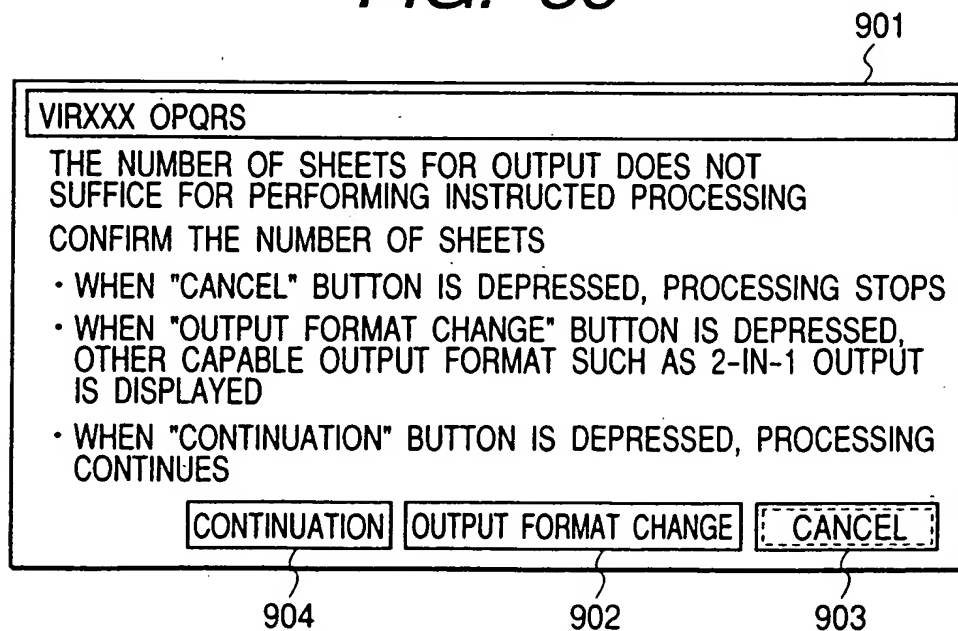 901
VIRXXX OPQRS
THE NUMBER OF SHEETS FOR OUTPUT DOES NOT
SUFFICE FOR PERFORMING INSTRUCTED PROCESSING
CONFIRM THE NUMBER OF SHEETS
· WHEN "CANCEL" BUTTON IS DEPRESSED, PROCESSING STOPS
· WHEN "OUTPUT FORMAT CHANGE" BUTTON IS DEPRESSED,
OTHER CAPABLE OUTPUT FORMAT SUCH AS 2-IN-1 OUTPUT
IS DISPLAYED
· WHEN "CONTINUATION" BUTTON IS DEPRESSED, PROCESSING
CONTINUES
CONTINUATION OUTPUT FORMAT CHANGE CANCEL
904 902 903